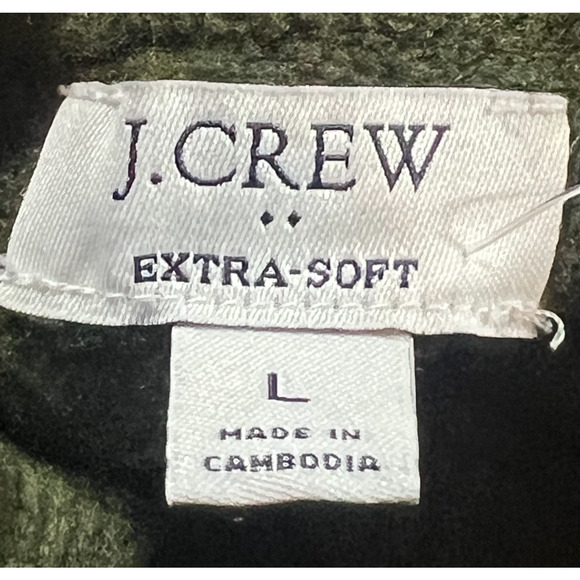 J.CREW
EXTRA-SOFT
L
MADE IN
CAMBODIA